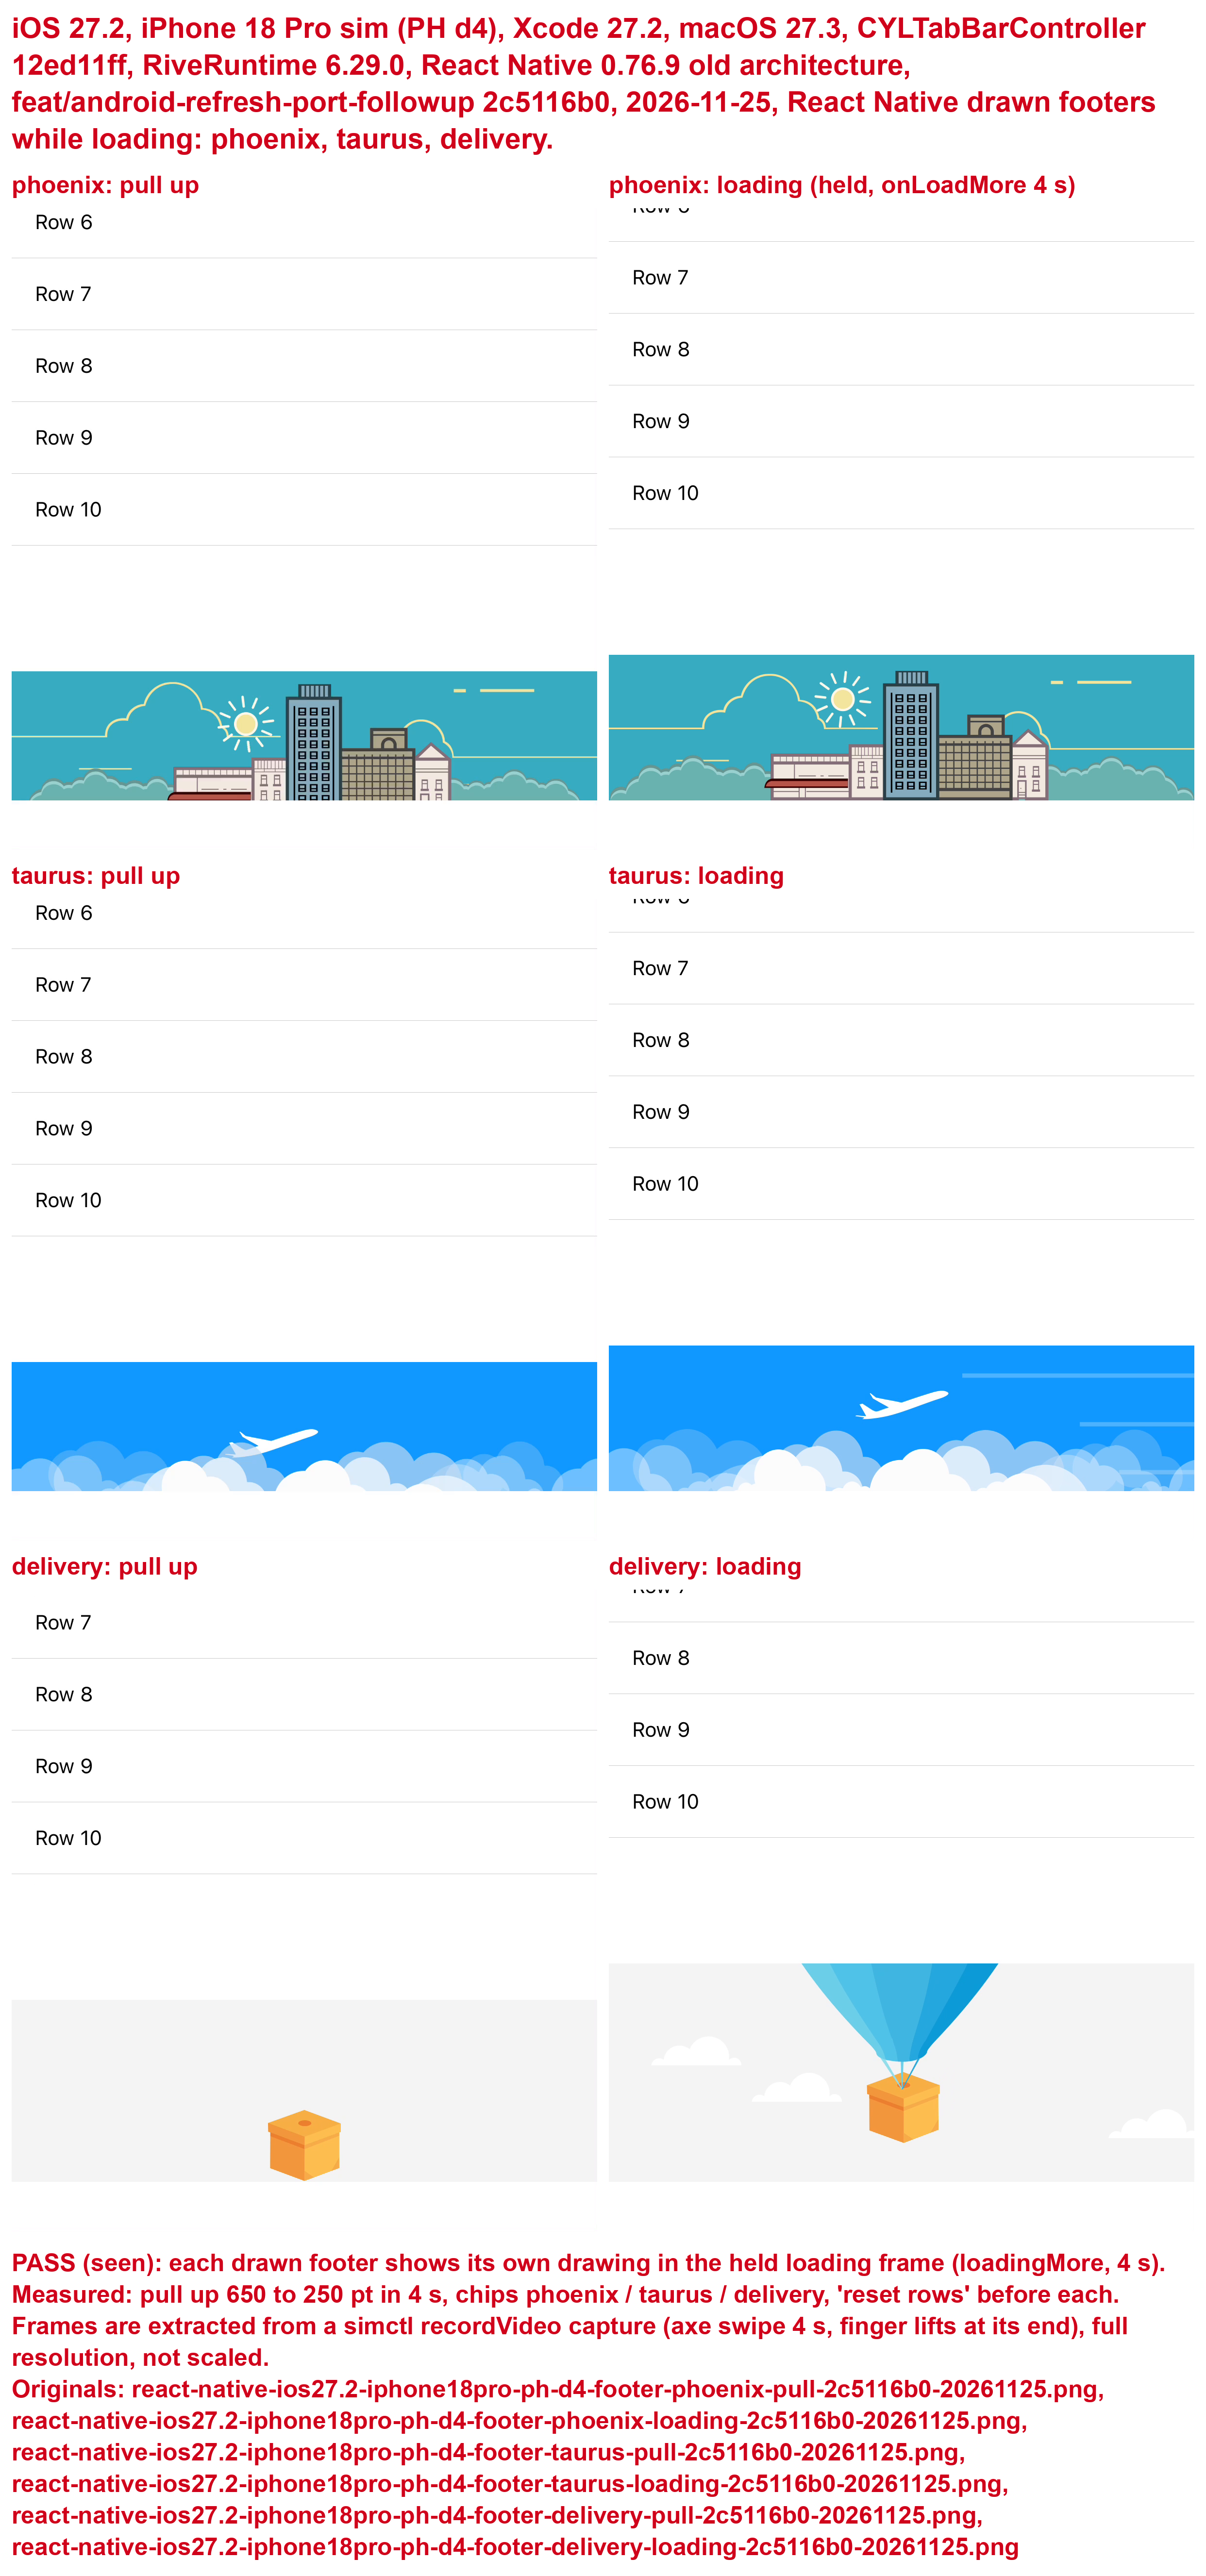 iOS 27.2, iPhone 18 Pro sim (PH d4), Xcode 27.2, macOS 27.3, CYLTabBarController
12ed11ff, RiveRuntime 6.29.0, React Native 0.76.9 old architecture,
feat/android-refresh-port-followup 2c5116b0, 2026-11-25, React Native drawn footers
while loading: phoenix, taurus, delivery.
phoenix: pull up
Row 6
Row 7
Row 8
Row 9
Row 10
phoenix: loading (held, onLoadMore 4 s)
Row 7
Row 8
Row 9
Row 10
taurus: pull up
Row 6
Row 7
Row 8
Row 9
Row 10
taurus: loading
Row 7
Row 8
Row 9
Row 10
delivery: pull up
Row 7
Row 8
Row 9
Row 10
delivery: loading
Row 8
Row 9
Row 10
PASS (seen): each drawn footer shows its own drawing in the held loading frame (loadingMore, 4 s).
Measured: pull up 650 to 250 pt in 4 s, chips phoenix / taurus / delivery, 'reset rows' before each.
Frames are extracted from a simctl recordVideo capture (axe swipe 4 s, finger lifts at its end), full
resolution, not scaled.
Originals: react-native-ios27.2-iphone18pro-ph-d4-footer-phoenix-pull-2c5116b0-20261125.png,
react-native-ios27.2-iphone18pro-ph-d4-footer-phoenix-loading-2c5116b0-20261125.png,
react-native-ios27.2-iphone18pro-ph-d4-footer-taurus-pull-2c5116b0-20261125.png,
react-native-ios27.2-iphone18pro-ph-d4-footer-taurus-loading-2c5116b0-20261125.png,
react-native-ios27.2-iphone18pro-ph-d4-footer-delivery-pull-2c5116b0-20261125.png,
react-native-ios27.2-iphone18pro-ph-d4-footer-delivery-loading-2c5116b0-20261125.png